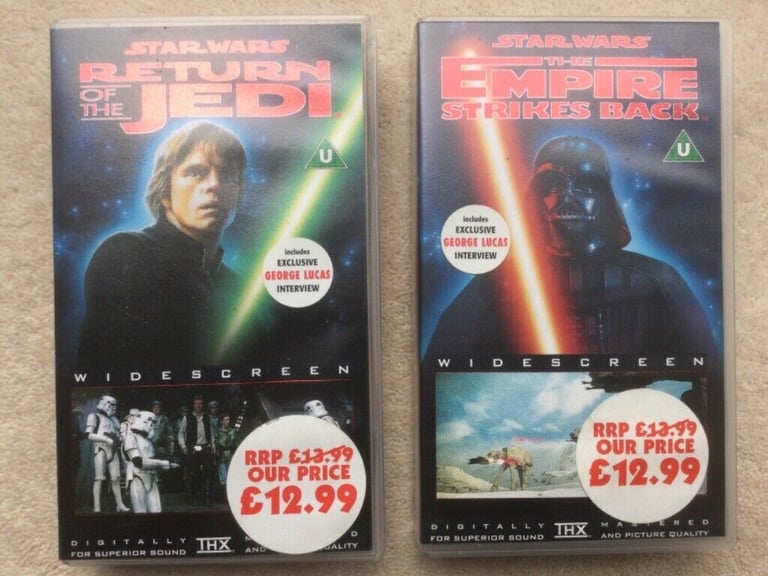 STAR WARS
RETURN
OF THE JEDI
U
includes
EXCLUSIVE
GEORGE LUCAS
INTERVIEW
WIDESCREEN
RRP £13.99
OUR PRICE
£12.99
DIGITALLY
FOR SUPERIOR SOUND THX AND QUALITY
STAR WARS
THE
EMPIRE
STRIKES BACK
U
includes
EXCLUSIVE
GEORGE LUCAS
INTERVIEW
WIDESCREEN
RRP £13.99
OUR PRICE
£12.99
DIGITALLY MASTERED
FOR SUPERIOR SOUND THX AND PICTURE QUALITY